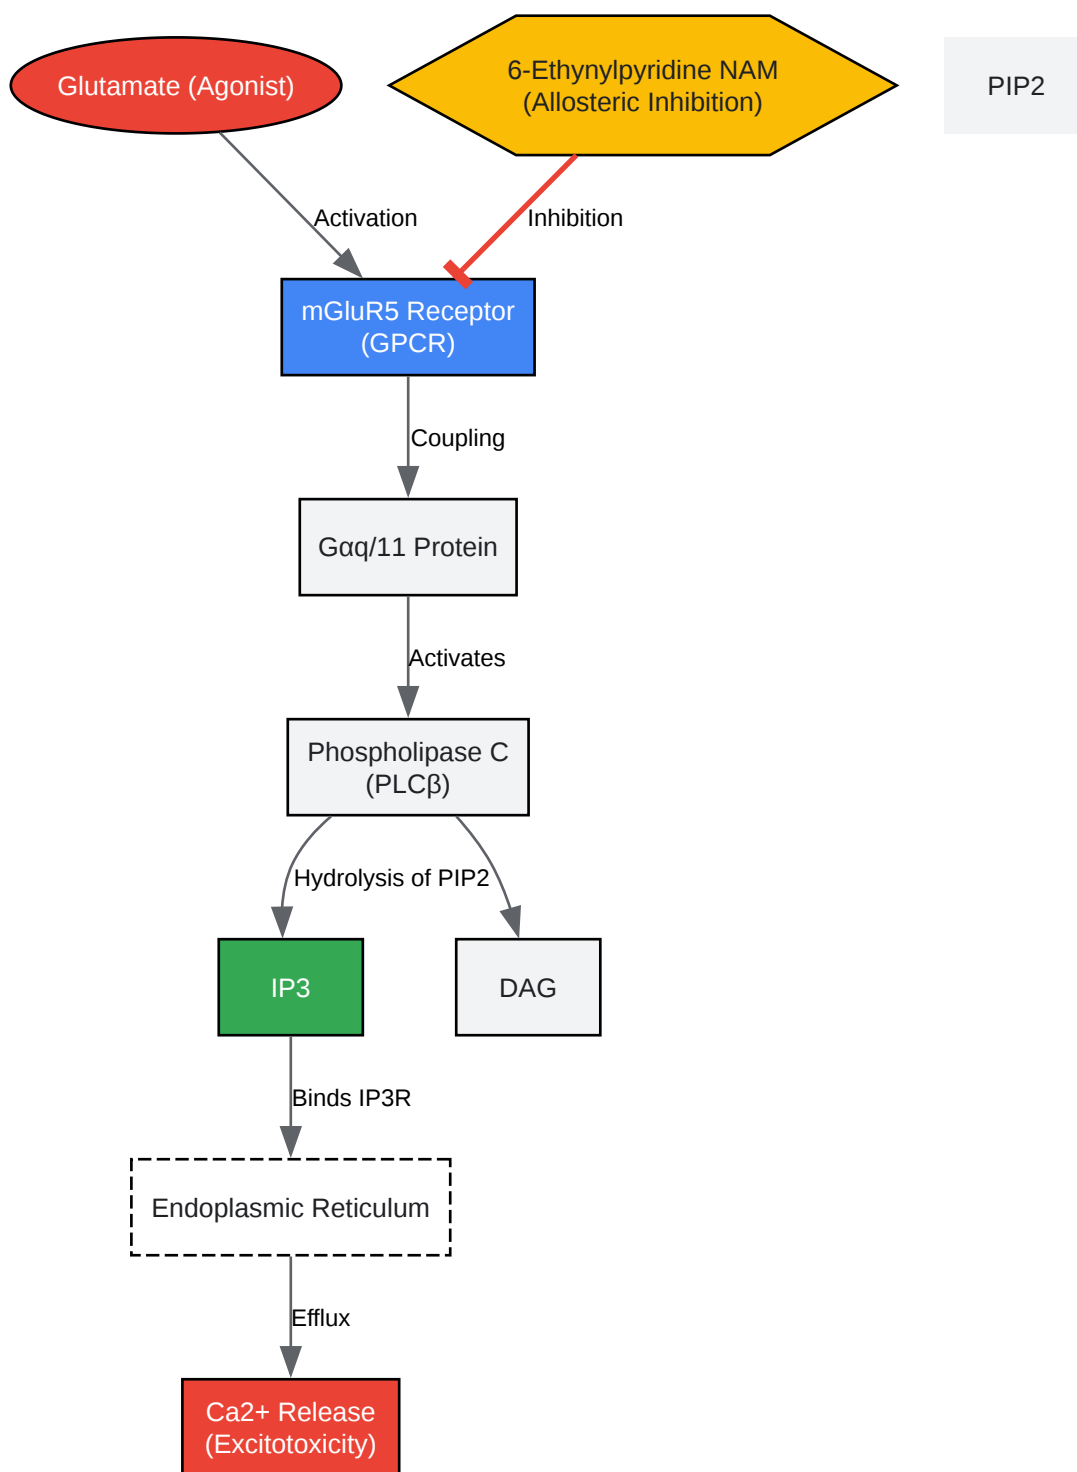 Glutamate (Agonist)
6-Ethynylpyridine NAM
(Allosteric Inhibition)
PIP2
Activation
Inhibition
mGluR5 Receptor
(GPCR)
Coupling
Gαq/11 Protein
Activates
Phospholipase C
(PLCβ)
Hydrolysis of PIP2
IP3
DAG
Binds IP3R
Endoplasmic Reticulum
Efflux
Ca2+ Release
(Excitotoxicity)